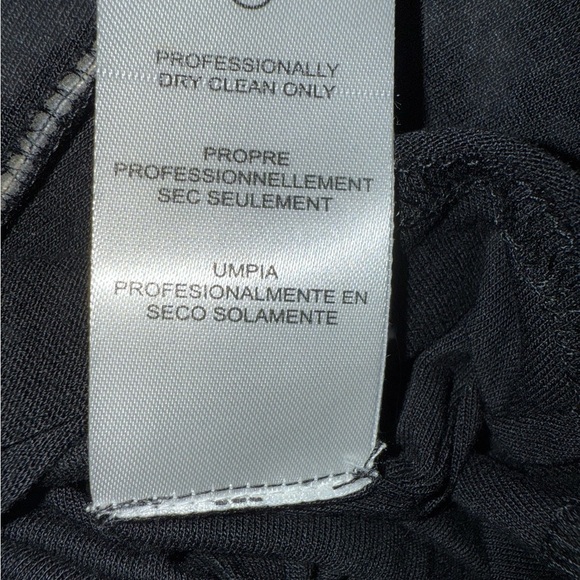 PROFESSIONALLY
DRY CLEAN ONLY
PROPRE
PROFESSIONNELLEMENT
SEC SEULEMENT
UMPIA
PROFESIONALMENTE EN
SECO SOLAMENTE